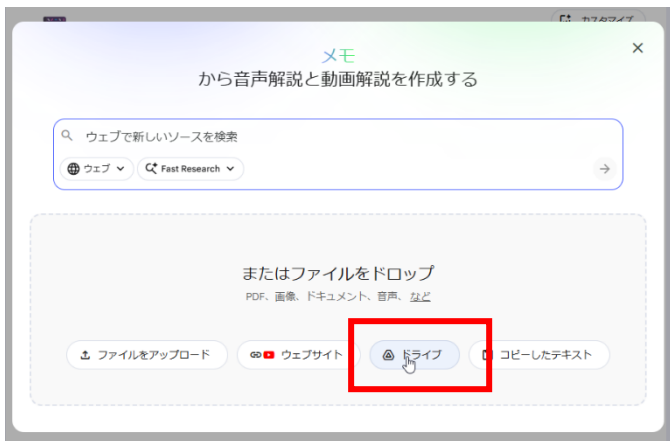 カスタマイズ
メモ
から音声解説と動画解説を作成する
ウェブで新しいソースを検索
ウェブ
Fast Research
またはファイルをドロップ
PDF、画像、ドキュメント、音声、など
ファイルをアップロード
ウェブサイト
ドライブ
コピーしたテキスト